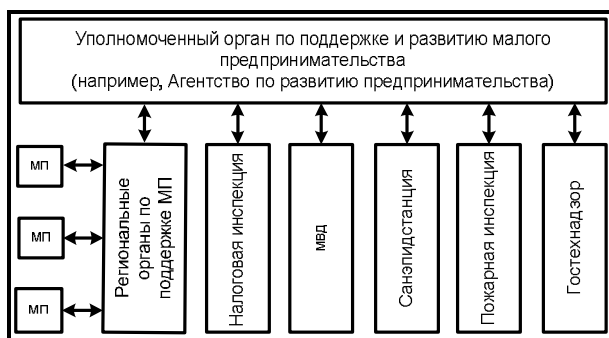 Уполномоченный орган по поддержке и развитию малого
предпринимательства
(например, Агентство по развитию предпринимательства)
МП
МП
МП
Региональные
органы по
поддержке МП
Налоговая инспекция
МВД
Санэпидстанция
Пожарная инспекция
Гостехнадзор